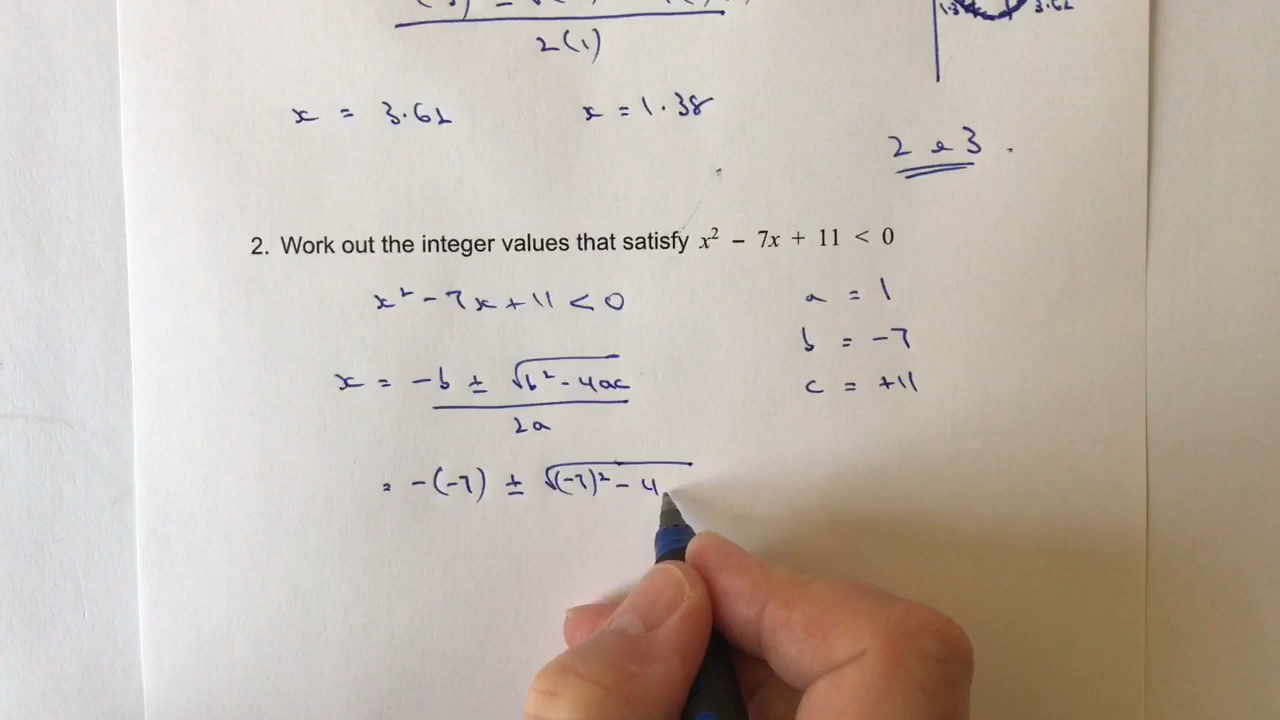 2(1)
x = 3.62 x = 1.38
2 & 3.
2. Work out the integer values that satisfy x² − 7x + 11 < 0
x² - 7x + 11 < 0
a = 1
b = -7
c = +11
x = -b ± √b² - 4ac
2a
= -(-7) ± √(-7)² - 4